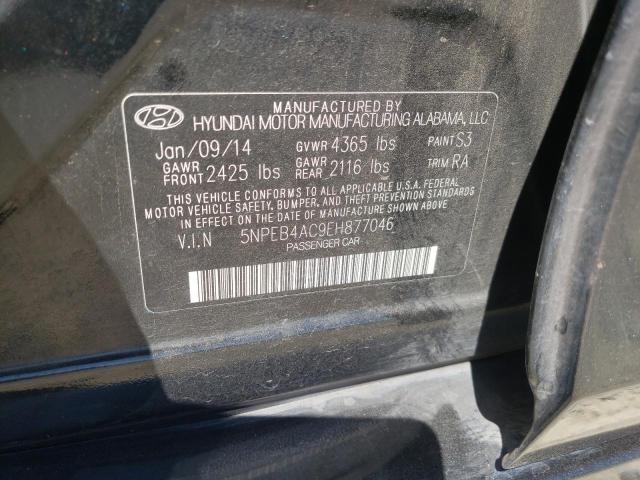 MANUFACTURED BY
HYUNDAI MOTOR MANUFACTURING ALABAMA, LLC
Jan/09/14 GVWR 4365 lbs PAINT S3
GAWR FRONT 2425 lbs GAWR REAR 2116 lbs TRIM RA
THIS VEHICLE CONFORMS TO ALL APPLICABLE U.S.A. FEDERAL
MOTOR VEHICLE SAFETY, BUMPER, AND THEFT PREVENTION STANDARDS
IN EFFECT ON THE DATE OF MANUFACTURE SHOWN ABOVE.
V.I.N 5NPEB4AC9EH877046
PASSENGER CAR